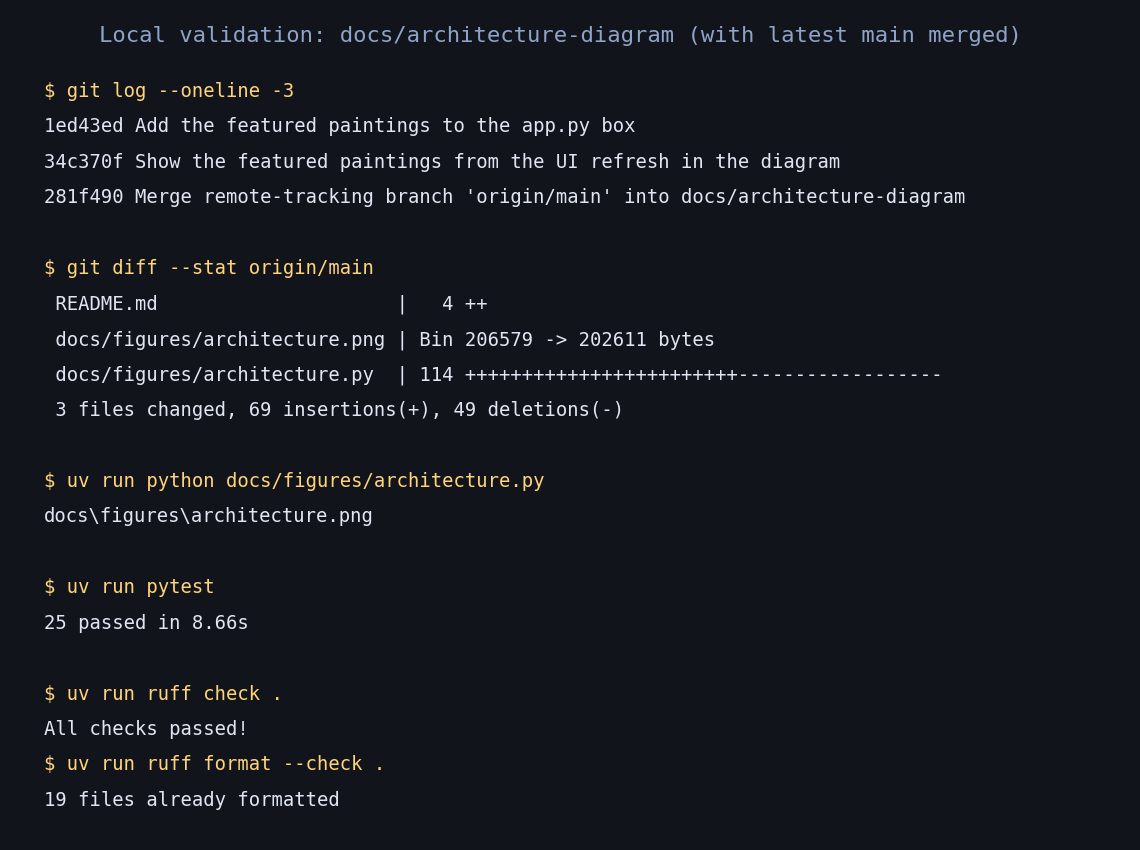 Local validation: docs/architecture-diagram (with latest main merged)
$ git log --oneline -3
1ed43ed Add the featured paintings to the app.py box
34c370f Show the featured paintings from the UI refresh in the diagram
281f490 Merge remote-tracking branch 'origin/main' into docs/architecture-diagram
$ git diff --stat origin/main
 README.md                     |   4 ++
 docs/figures/architecture.png | Bin 206579 -> 202611 bytes
 docs/figures/architecture.py  | 114 ++++++++++++++++++++++++------------------
 3 files changed, 69 insertions(+), 49 deletions(-)
$ uv run python docs/figures/architecture.py
docs\figures\architecture.png
$ uv run pytest
25 passed in 8.66s
$ uv run ruff check .
All checks passed!
$ uv run ruff format --check .
19 files already formatted